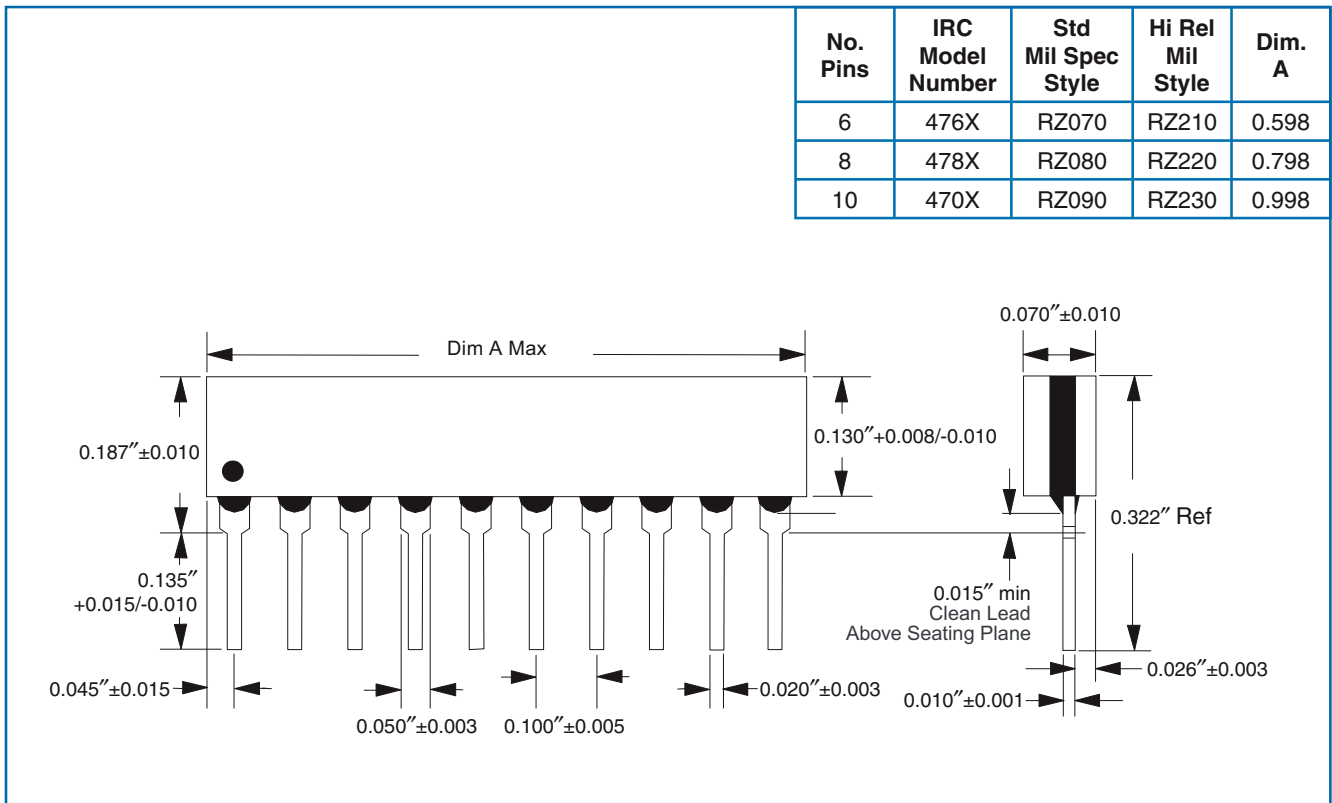 No. Pins	IRC Model Number	Std Mil Spec Style	Hi Rel Mil Style	Dim. A
6	476X	RZ070	RZ210	0.598
8	478X	RZ080	RZ220	0.798
10	470X	RZ090	RZ230	0.998
0.070″±0.010
Dim A Max
0.187″±0.010
0.130″+0.008/-0.010
0.322″ Ref
0.135″
+0.015/-0.010
0.015″ min
Clean Lead
Above Seating Plane
0.045″±0.015
0.050″±0.003
0.100″±0.005
0.020″±0.003
0.026″±0.003
0.010″±0.001